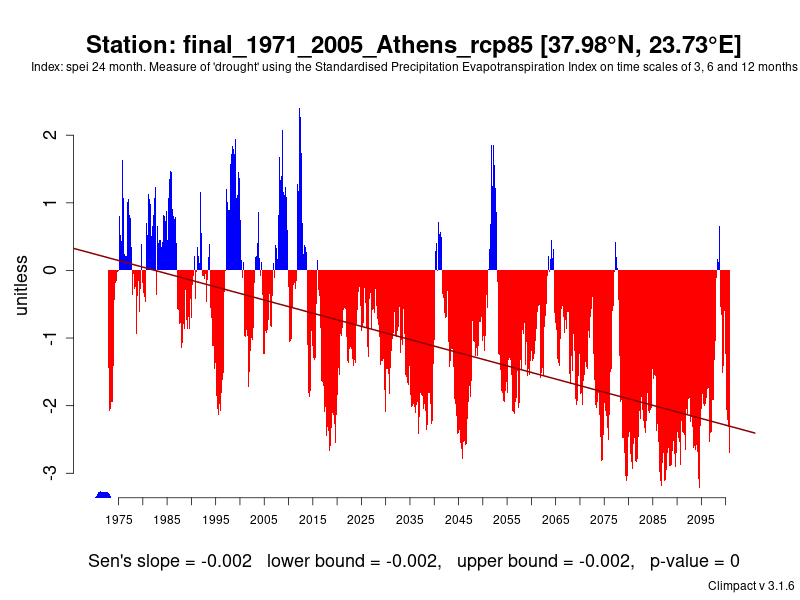 Station: final_1971_2005_Athens_rcp85 [37.98°N, 23.73°E]
Index: spei 24 month. Measure of 'drought' using the Standardised Precipitation Evapotranspiration Index on time scales of 3, 6 and 12 months
unitless
2
1
0
-1
-2
-3
1975 1985 1995 2005 2015 2025 2035 2045 2055 2065 2075 2085 2095
Sen's slope = -0.002 lower bound = -0.002, upper bound = -0.002, p-value = 0
Climpact v 3.1.6